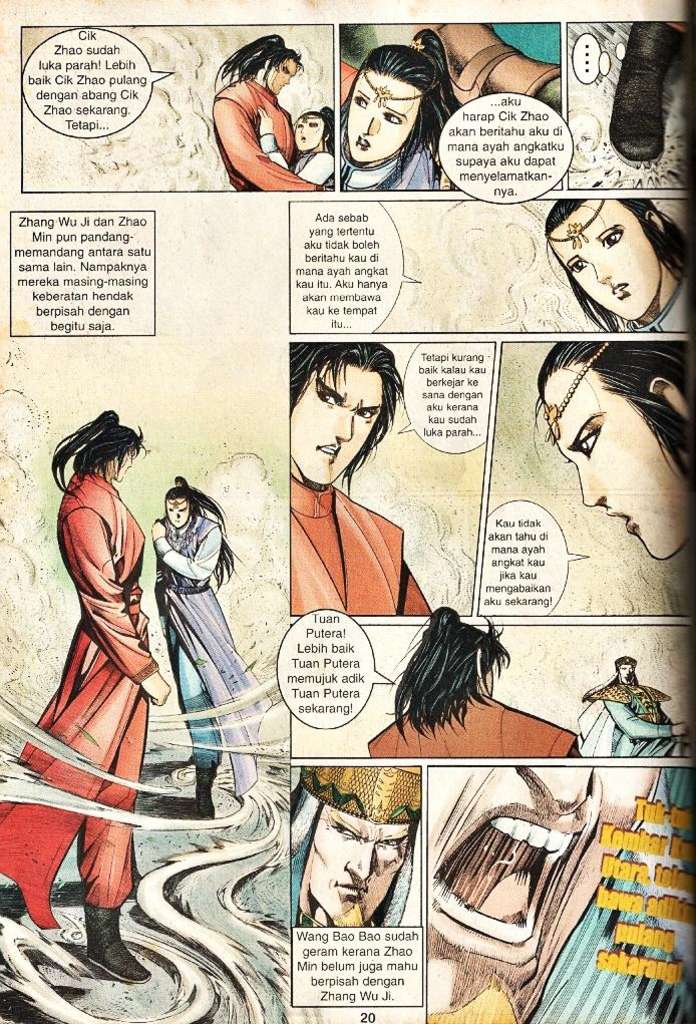 Cik
Zhao sudah
luka parah! Lebih
baik Cik Zhao pulang
dengan abang Cik
Zhao sekarang.
Tetapi...
...aku
harap Cik Zhao
akan beritahu aku di
mana ayah angkatku
supaya aku dapat
menyelamatkan-
nya.
....
Zhang Wu Ji dan Zhao
Min pun pandang-
memandang antara satu
sama lain. Nampaknya
mereka masing-masing
keberatan hendak
berpisah dengan
begitu saja.
Ada sebab
yang tertentu
aku tidak boleh
beritahu kau di
mana ayah angkat
kau itu. Aku hanya
akan membawa
kau ke tempat
itu...
Tetapi kurang
baik kalau kau
berkejar ke
sana dengan
aku kerana
kau sudah
luka parah...
Kau tidak
akan tahu di
mana ayah
angkat kau
jika kau
mengabaikan
aku sekarang!
Tuan
Putera!
Lebih baik
Tuan Putera
memujuk adik
Tuan Putera
sekarang!
Wang Bao Bao sudah
geram kerana Zhao
Min belum juga mahu
berpisah dengan
Zhang Wu Ji.
Kembar
utara,
bawa
pulang
sekarang!
20